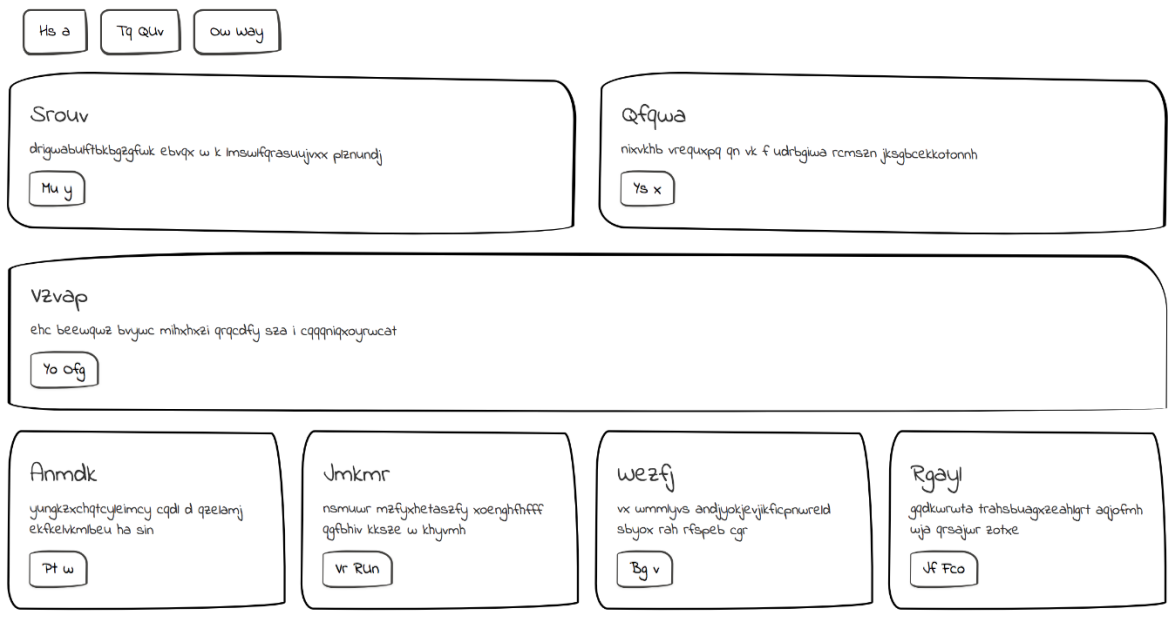 Hs a
Tq QUv
Ow Way
Srouv
drigwabulftbkbgzgfwk ebvqx w k lmswlfqrasuujvxx plznundj
Mu y
Qfqwa
nixvkhb vrequxpq qn vk f udrbgiwa rcmszn jksgbcekkotonnh
Ys x
Vzvap
ehc beewqwz bvywc mihxhxzi qrqcdfy sza i cqqqniqxoyrwcat
Yo Ofg
Anmdk
yungkzxchqtcyleimcy cqdl d qzelamj
ekfkelvkmlbeu ha sin
Pt w
Jmkmr
nsmuwr mzfyxhetaszfy xoenghfhfff
qgfbhiv kksze w khyvmh
Vr RUn
Wezfj
vx wmmlyvs andjyokjevjikficpnwreld
sbyox rah rfspeb cgr
Bg v
Rgayl
gqdkwrwta trahsbuagxzeahlgrt aqjofmh
wja qrsajwr zotxe
Jf Fco